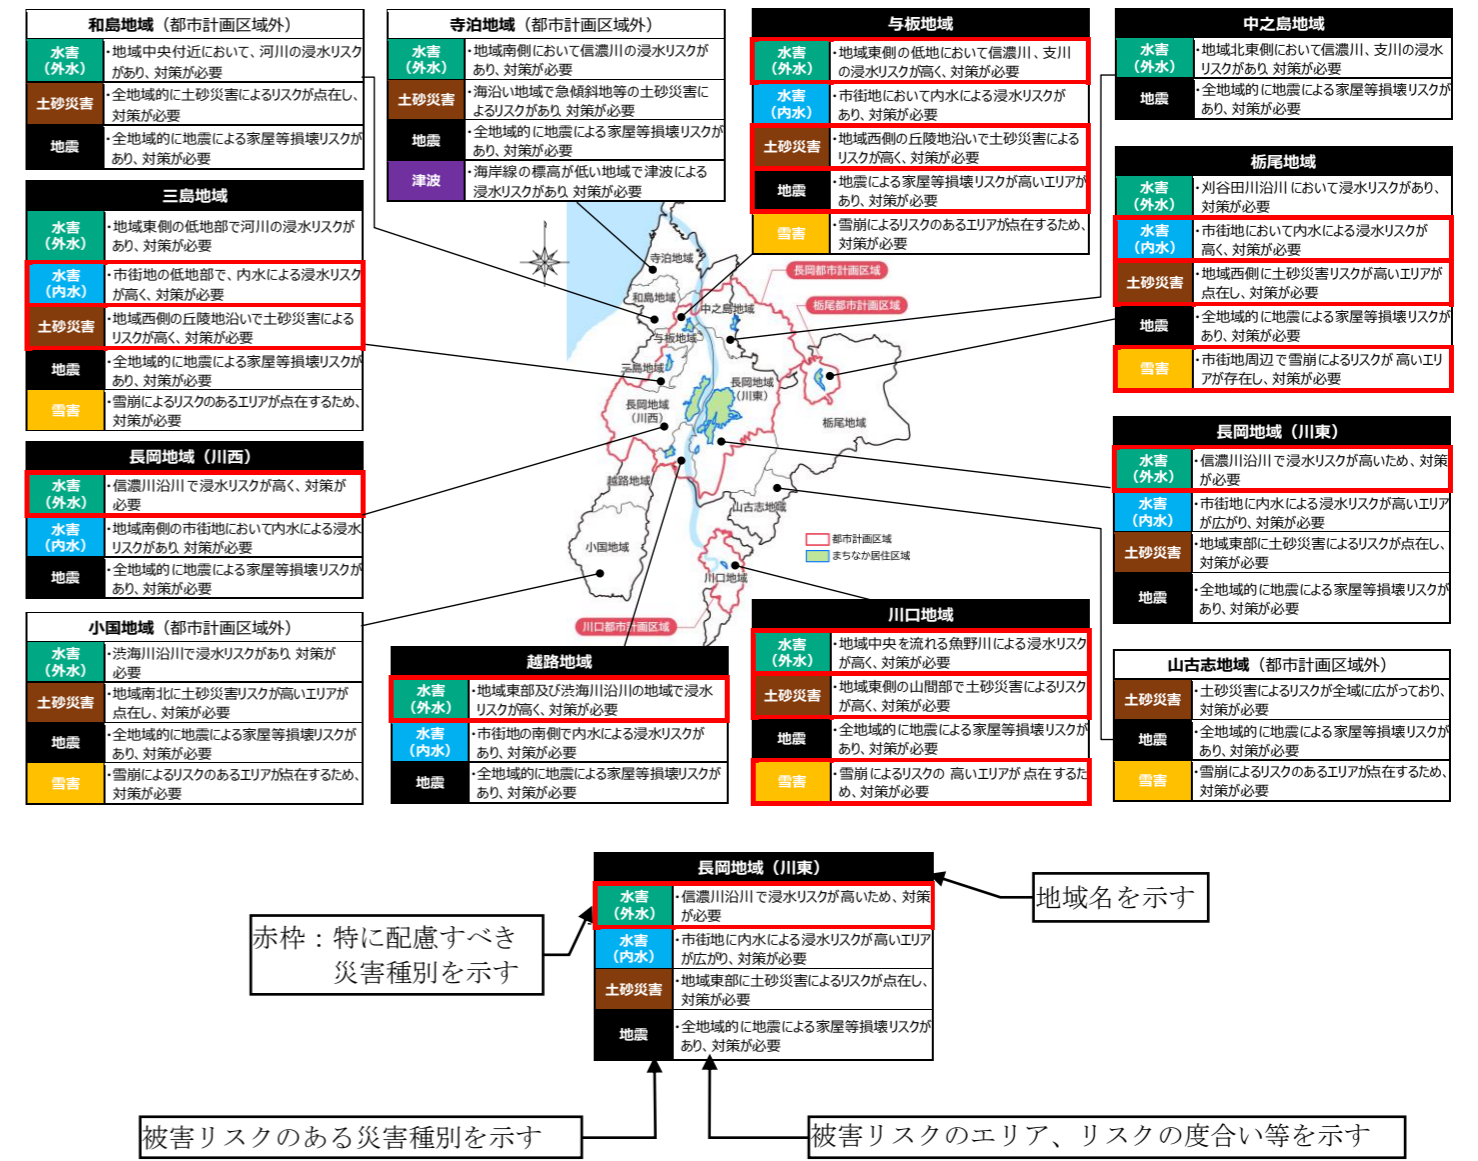 和島地域（都市計画区域外）
水害
（外水）
・地域中央付近において、河川の浸水リスク
があり、対策が必要
土砂災害
・全地域的に土砂災害によるリスクが点在し、
対策が必要
地震
・全地域的に地震による家屋等損壊リスクが
あり、対策が必要
寺泊地域（都市計画区域外）
水害
（外水）
・地域南側において信濃川の浸水リスクが
あり、対策が必要
土砂災害
・海沿い地域で急傾斜地等の土砂災害に
よるリスクがあり、対策が必要
地震
・全地域的に地震による家屋等損壊リスクが
あり、対策が必要
津波
・海岸線の標高が低い地域で津波による
浸水リスクがあり、対策が必要
与板地域
水害
（外水）
・地域東側の低地において信濃川、支川
の浸水リスクが高く、対策が必要
水害
（内水）
・市街地において内水による浸水リスクが
あり、対策が必要
土砂災害
・地域西側の丘陵地沿いで土砂災害による
リスクが高く、対策が必要
地震
・地震による家屋等損壊リスクが高いエリアが
あり、対策が必要
雪害
・雪崩によるリスクのあるエリアが点在するため、
対策が必要
中之島地域
水害
（外水）
・地域北東側において信濃川、支川の浸水
リスクがあり、対策が必要
地震
・全地域的に地震による家屋等損壊リスクが
あり、対策が必要
三島地域
水害
（外水）
・地域東側の低地部で河川の浸水リスクが
あり、対策が必要
水害
（内水）
・市街地の低地部で、内水による浸水リスク
が高く、対策が必要
土砂災害
・地域西側の丘陵地沿いで土砂災害による
リスクが高く、対策が必要
地震
・全地域的に地震による家屋等損壊リスクが
あり、対策が必要
雪害
・雪崩によるリスクのあるエリアが点在するため、
対策が必要
栃尾地域
水害
（外水）
・刈谷田川沿川において浸水リスクがあり、
対策が必要
水害
（内水）
・市街地において内水による浸水リスクが
高く、対策が必要
土砂災害
・地域西側に土砂災害リスクが高いエリアが
点在し、対策が必要
地震
・全地域的に地震による家屋等損壊リスクが
あり、対策が必要
雪害
・市街地周辺で雪崩によるリスクが高いエリ
アが存在し、対策が必要
寺泊地域
長岡都市計画区域
和島地域
中之島地域
栃尾都市計画区域
与板地域
三島地域
長岡地域
（川東）
長岡地域
（川西）
栃尾地域
越路地域
山古志地域
小国地域
都市計画区域
まちなか居住区域
川口地域
川口都市計画区域
長岡地域（川西）
水害
（外水）
・信濃川沿川で浸水リスクが高く、対策が
必要
水害
（内水）
・地域南側の市街地において内水による浸水
リスクがあり、対策が必要
地震
・全地域的に地震による家屋等損壊リスクが
あり、対策が必要
長岡地域（川東）
水害
（外水）
・信濃川沿川で浸水リスクが高いため、対策
が必要
水害
（内水）
・市街地に内水による浸水リスクが高いエリア
が広がり、対策が必要
土砂災害
・地域東部に土砂災害によるリスクが点在し、
対策が必要
地震
・全地域的に地震による家屋等損壊リスクが
あり、対策が必要
小国地域（都市計画区域外）
水害
（外水）
・渋海川沿川で浸水リスクがあり、対策が
必要
土砂災害
・地域南北に土砂災害リスクが高いエリアが
点在し、対策が必要
地震
・全地域的に地震による家屋等損壊リスクが
あり、対策が必要
雪害
・雪崩によるリスクのあるエリアが点在するため、
対策が必要
越路地域
水害
（外水）
・地域東部及び渋海川沿川の地域で浸水
リスクが高く、対策が必要
水害
（内水）
・市街地の南側で内水による浸水リスクが
あり、対策が必要
地震
・全地域的に地震による家屋等損壊リスクが
あり、対策が必要
川口地域
水害
（外水）
・地域中央を流れる魚野川による浸水リスク
が高く、対策が必要
土砂災害
・地域東側の山間部で土砂災害によるリスク
が高く、対策が必要
地震
・全地域的に地震による家屋等損壊リスクが
あり、対策が必要
雪害
・雪崩によるリスクの高いエリアが点在するた
め、対策が必要
山古志地域（都市計画区域外）
土砂災害
・土砂災害によるリスクが全域に広がっており、
対策が必要
地震
・全地域的に地震による家屋等損壊リスクが
あり、対策が必要
雪害
・雪崩によるリスクのあるエリアが点在するため、
対策が必要
長岡地域（川東）
水害
（外水）
・信濃川沿川で浸水リスクが高いため、対策
が必要
水害
（内水）
・市街地に内水による浸水リスクが高いエリア
が広がり、対策が必要
土砂災害
・地域東部に土砂災害によるリスクが点在し、
対策が必要
地震
・全地域的に地震による家屋等損壊リスクが
あり、対策が必要
地域名を示す
赤枠：特に配慮すべき
災害種別を示す
被害リスクのある災害種別を示す
被害リスクのエリア、リスクの度合い等を示す